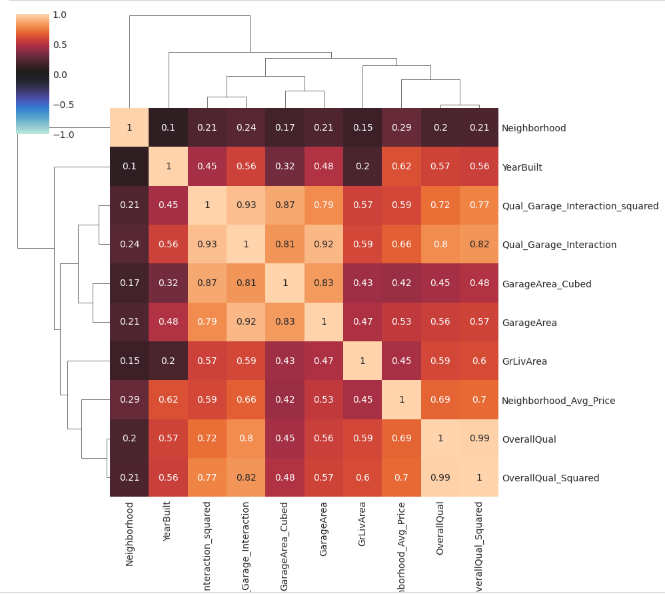 1.0
0.5
0.0
−0.5
−1.0
1 0.1 0.21 0.24 0.17 0.21 0.15 0.29 0.2 0.21 Neighborhood
0.1 1 0.45 0.56 0.32 0.48 0.2 0.62 0.57 0.56 YearBuilt
0.21 0.45 1 0.93 0.87 0.79 0.57 0.59 0.72 0.77 Qual_Garage_Interaction_squared
0.24 0.56 0.93 1 0.81 0.92 0.59 0.66 0.8 0.82 Qual_Garage_Interaction
0.17 0.32 0.87 0.81 1 0.83 0.43 0.42 0.45 0.48 GarageArea_Cubed
0.21 0.48 0.79 0.92 0.83 1 0.47 0.53 0.56 0.57 GarageArea
0.15 0.2 0.57 0.59 0.43 0.47 1 0.45 0.59 0.6 GrLivArea
0.29 0.62 0.59 0.66 0.42 0.53 0.45 1 0.69 0.7 Neighborhood_Avg_Price
0.2 0.57 0.72 0.8 0.45 0.56 0.59 0.69 1 0.99 OverallQual
0.21 0.56 0.77 0.82 0.48 0.57 0.6 0.7 0.99 1 OverallQual_Squared
Neighborhood
YearBuilt
nteraction_squared
_Garage_Interaction
GarageArea_Cubed
GarageArea
GrLivArea
hborhood_Avg_Price
OverallQual
verallQual_Squared